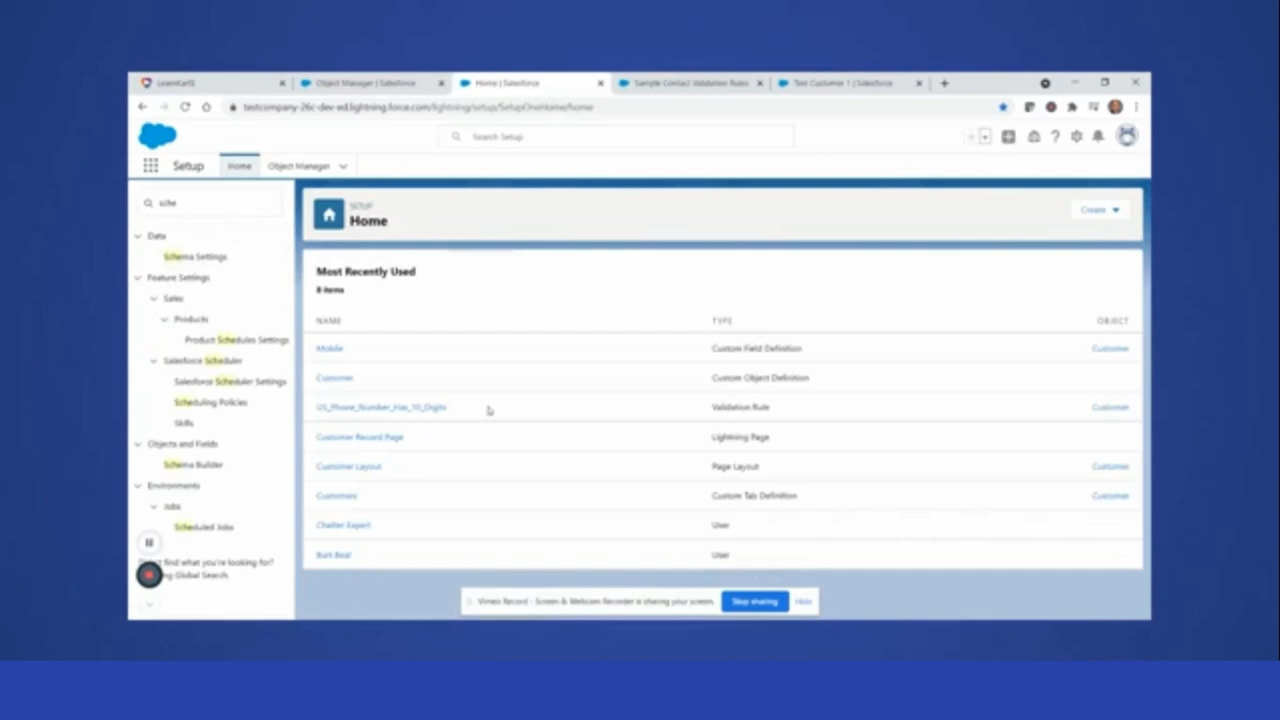 LearnKarts
Object Manager | Salesforce
Home | Salesforce
Sample Contact Validation Rules
Test Customer 1 | Salesforce
testcompany-26c-dev-ed.lightning.force.com/lightning/setup/SetupOneHome/home
Search Setup
Setup
Home
Object Manager
sche
Data
Schema Settings
Feature Settings
Sales
Products
Product Schedules Settings
Salesforce Scheduler
Salesforce Scheduler Settings
Scheduling Policies
Skills
Objects and Fields
Schema Builder
Environments
Jobs
Scheduled Jobs
find what you're looking for?
Global Search.
SETUP
Home
Create
Most Recently Used
8 items
NAME TYPE OBJECT
Mobile Custom Field Definition Customer
Customer Custom Object Definition
US_Phone_Number_Has_10_Digits Validation Rule Customer
Customer Record Page Lightning Page
Customer Layout Page Layout Customer
Customers Custom Tab Definition Customer
Chatter Expert User
Burt Beal User
Vimeo Record - Screen & Webcam Recorder is sharing your screen. Stop sharing Hide